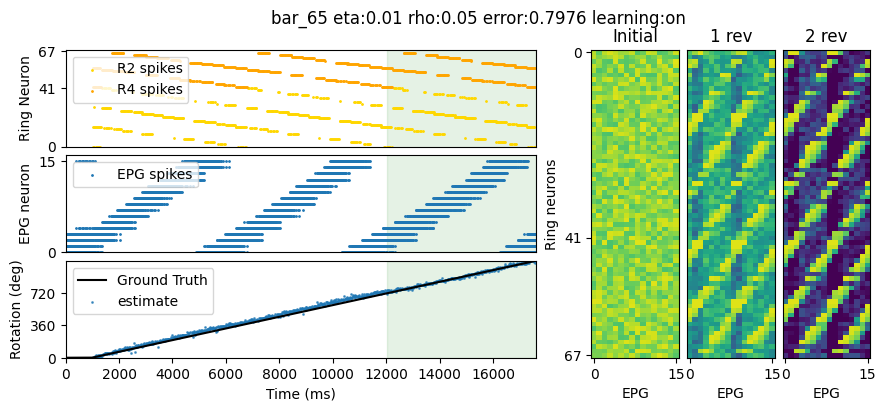 bar_65 eta:0.01 rho:0.05 error:0.7976 learning:on
Ring Neuron
67
41
0
R2 spikes
R4 spikes
EPG neuron
15
0
EPG spikes
Rotation (deg)
720
360
0
Ground Truth
estimate
0 2000 4000 6000 8000 10000 12000 14000 16000
Time (ms)
Initial 1 rev 2 rev
Ring neurons
0
41
67
0 15 0 15 0 15
EPG EPG EPG